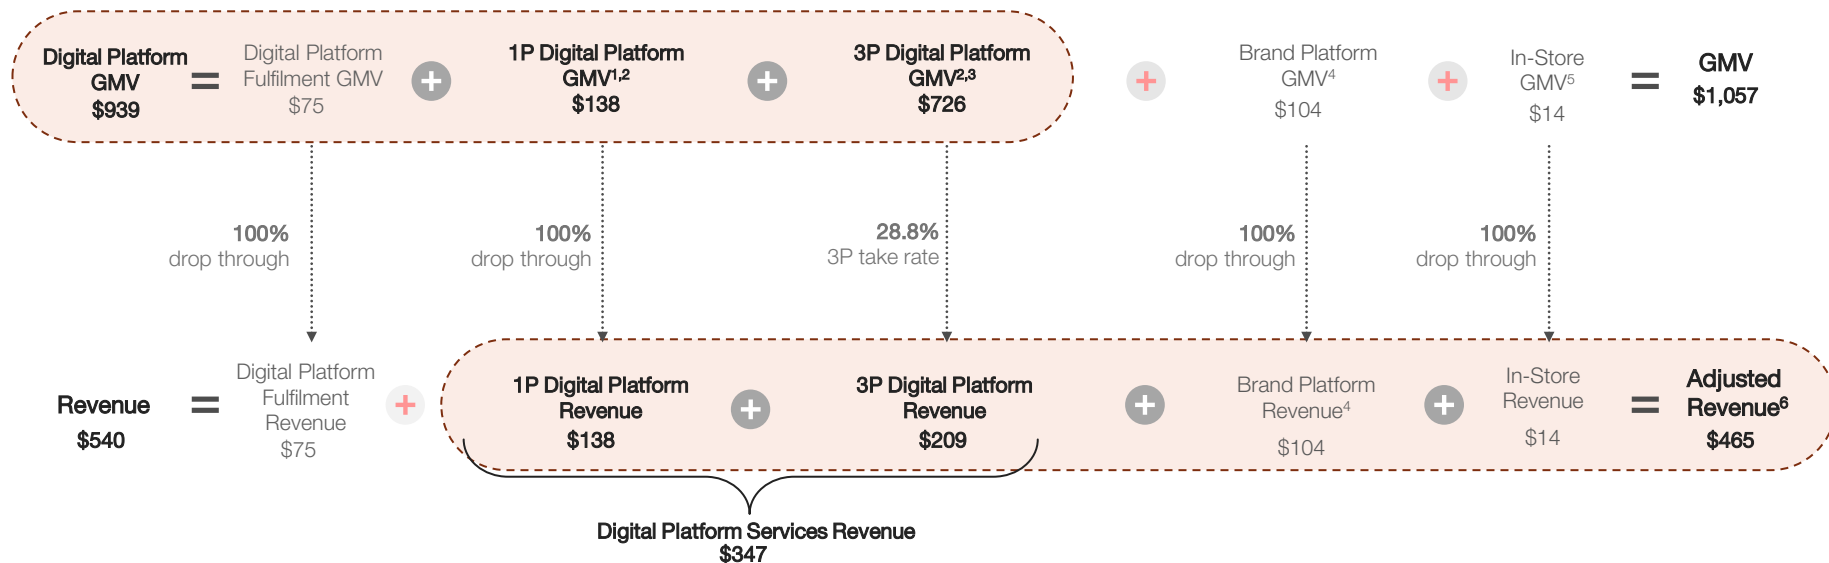 Digital Platform
GMV
$939
=
Digital Platform
Fulfilment GMV
$75
+
1P Digital Platform
GMV¹,²
$138
+
3P Digital Platform
GMV²,³
$726
+
Brand Platform
GMV⁴
$104
+
In-Store
GMV⁵
$14
=
GMV
$1,057
100%
drop through
100%
drop through
28.8%
3P take rate
100%
drop through
100%
drop through
Revenue
$540
=
Digital Platform
Fulfilment
Revenue
$75
+
1P Digital Platform
Revenue
$138
+
3P Digital Platform
Revenue
$209
+
Brand Platform
Revenue⁴
$104
+
In-Store
Revenue
$14
=
Adjusted
Revenue⁶
$465
Digital Platform Services Revenue
$347